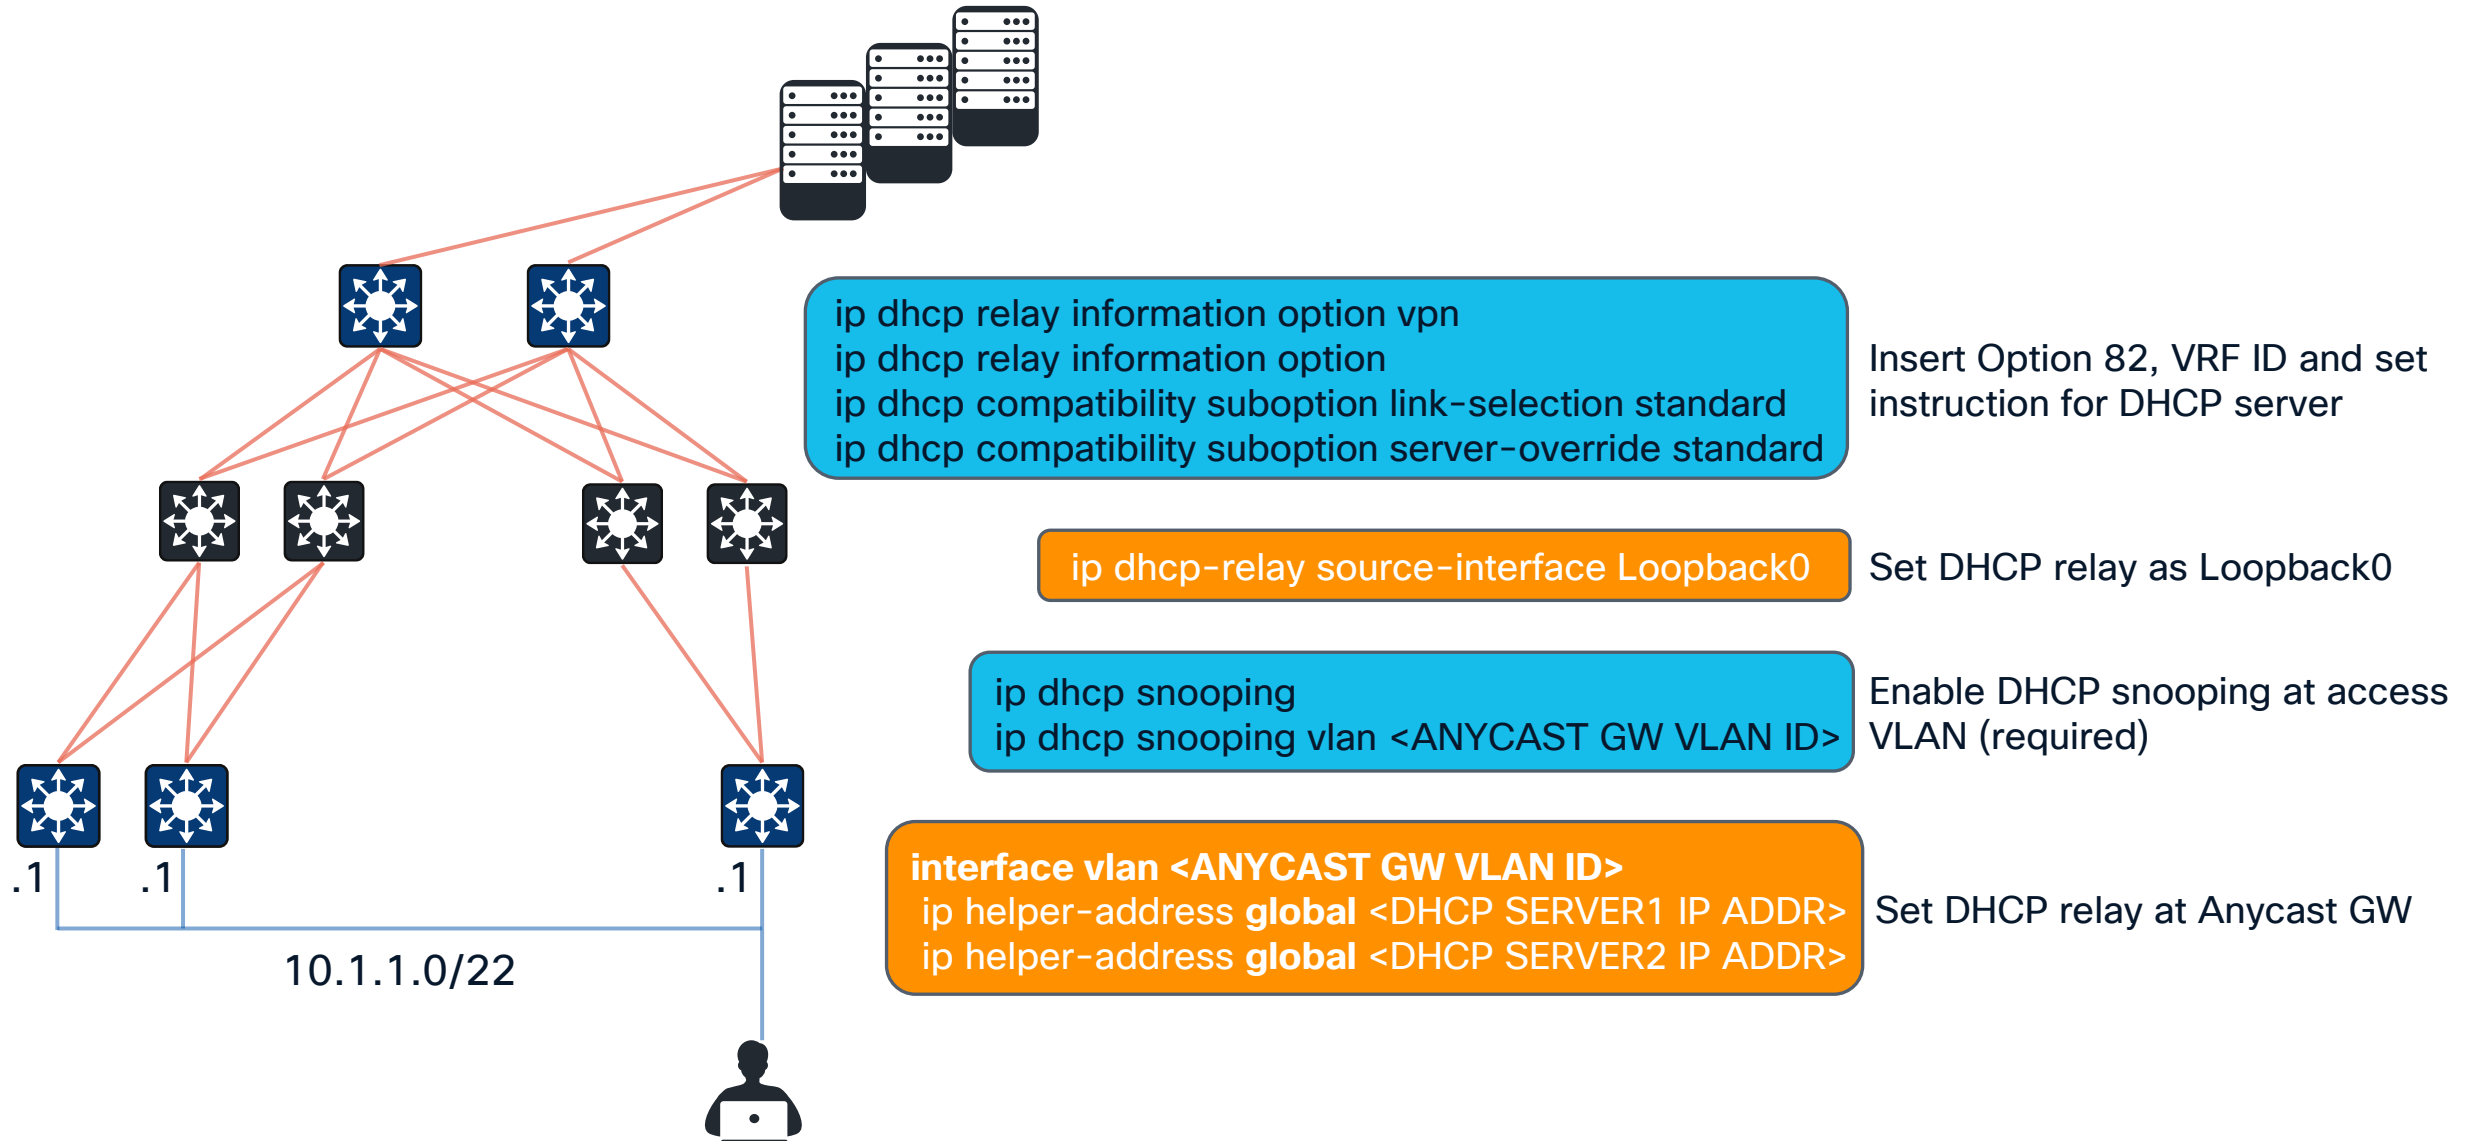 ip dhcp relay information option vpn
ip dhcp relay information option
ip dhcp compatibility suboption link-selection standard
ip dhcp compatibility suboption server-override standard
Insert Option 82, VRF ID and set
instruction for DHCP server
ip dhcp-relay source-interface Loopback0
Set DHCP relay as Loopback0
ip dhcp snooping
ip dhcp snooping vlan <ANYCAST GW VLAN ID>
Enable DHCP snooping at access
VLAN (required)
.1
.1
.1
10.1.1.0/22
interface vlan <ANYCAST GW VLAN ID>
ip helper-address global <DHCP SERVER1 IP ADDR>
ip helper-address global <DHCP SERVER2 IP ADDR>
Set DHCP relay at Anycast GW